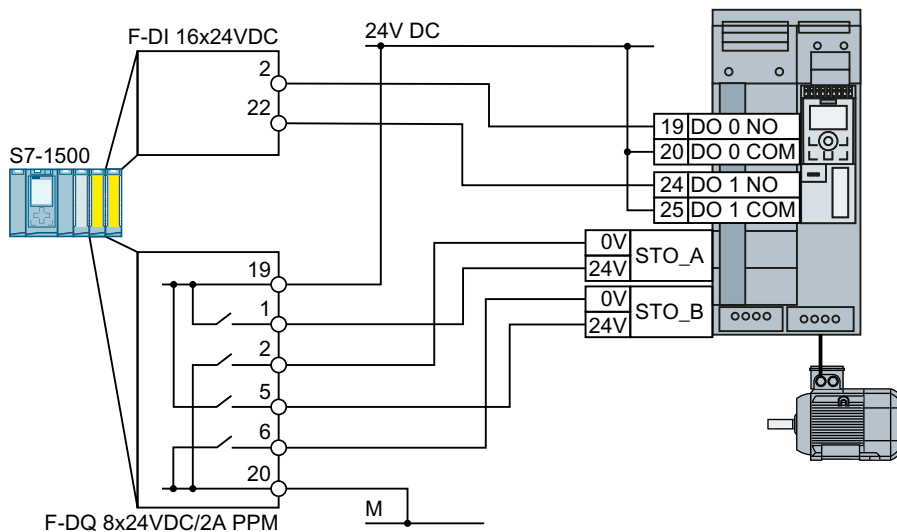 F-DI 16x24VDC
24V DC
2
22
S7-1500
19 DO 0 NO
20 DO 0 COM
24 DO 1 NO
25 DO 1 COM
0V
24V
STO_A
0V
24V
STO_B
19
1
2
5
6
20
M
F-DQ 8x24VDC/2A PPM